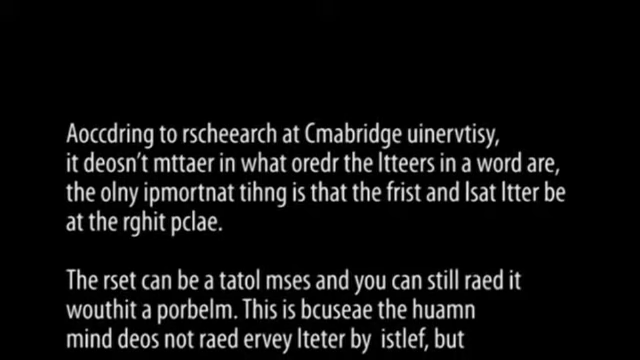 Aoccdring to rscheearch at Cmabridge uinervtisy,
it deosn't mttaer in what oredr the ltteers in a word are,
the olny ipmortnat tihng is that the frist and lsat ltter be
at the rghit pclae.
The rset can be a tatol mses and you can still raed it
wouthit a porbelm. This is bcuseae the huamn
mind deos not raed ervey lteter by istlef, but